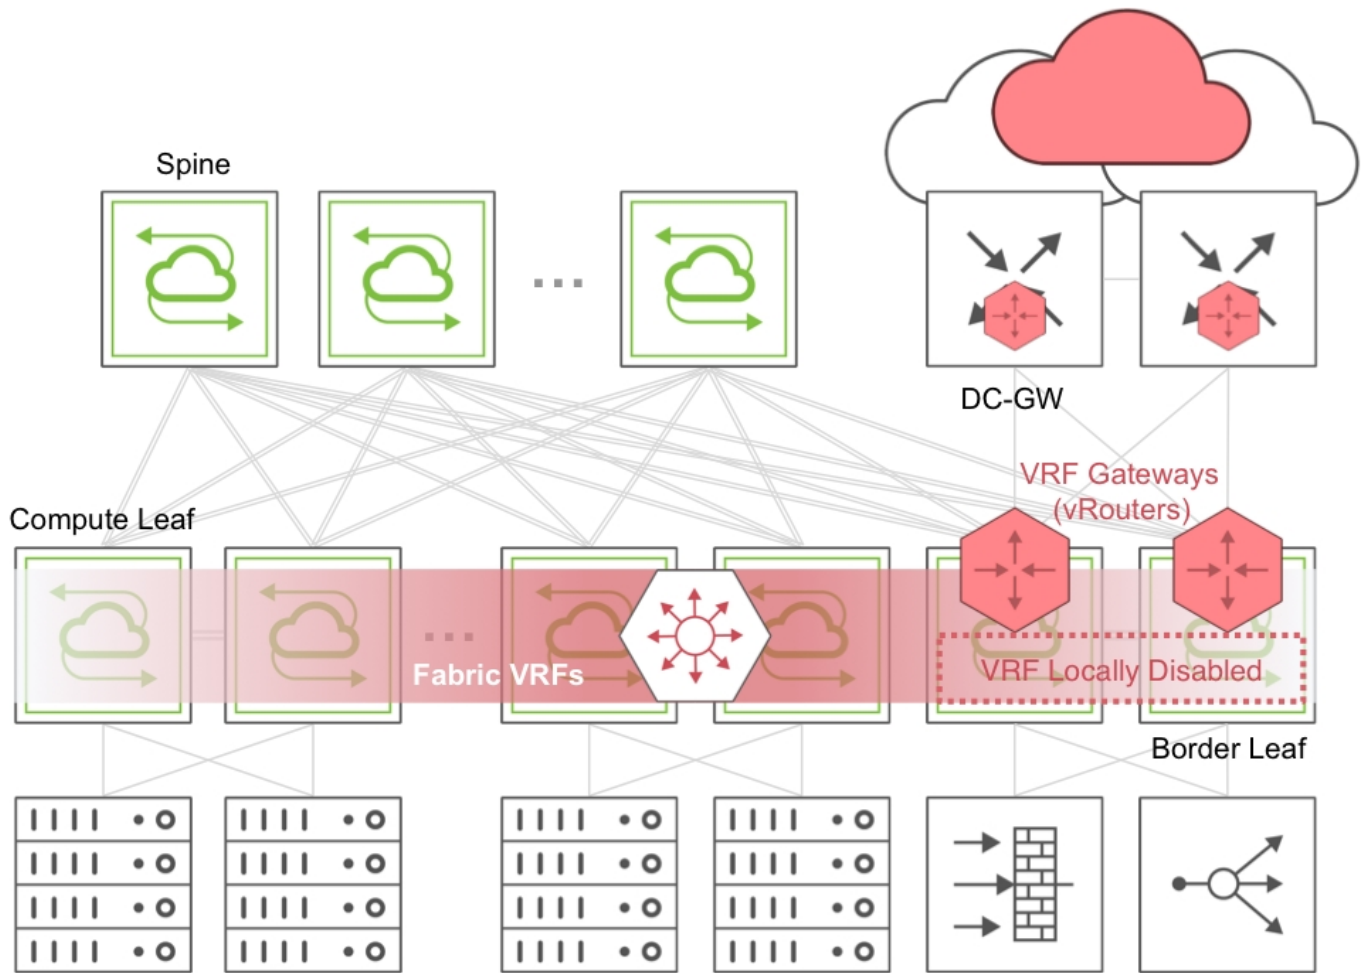 Spine
DC-GW
VRF Gateways
(vRouters)
Compute Leaf
Fabric VRFs
VRF Locally Disabled
Border Leaf